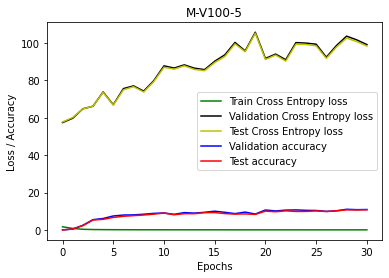 M-V100-5
Loss / Accuracy
100
80
60
40
20
0
Train Cross Entropy loss
Validation Cross Entropy loss
Test Cross Entropy loss
Validation accuracy
Test accuracy
0 5 10 15 20 25 30
Epochs